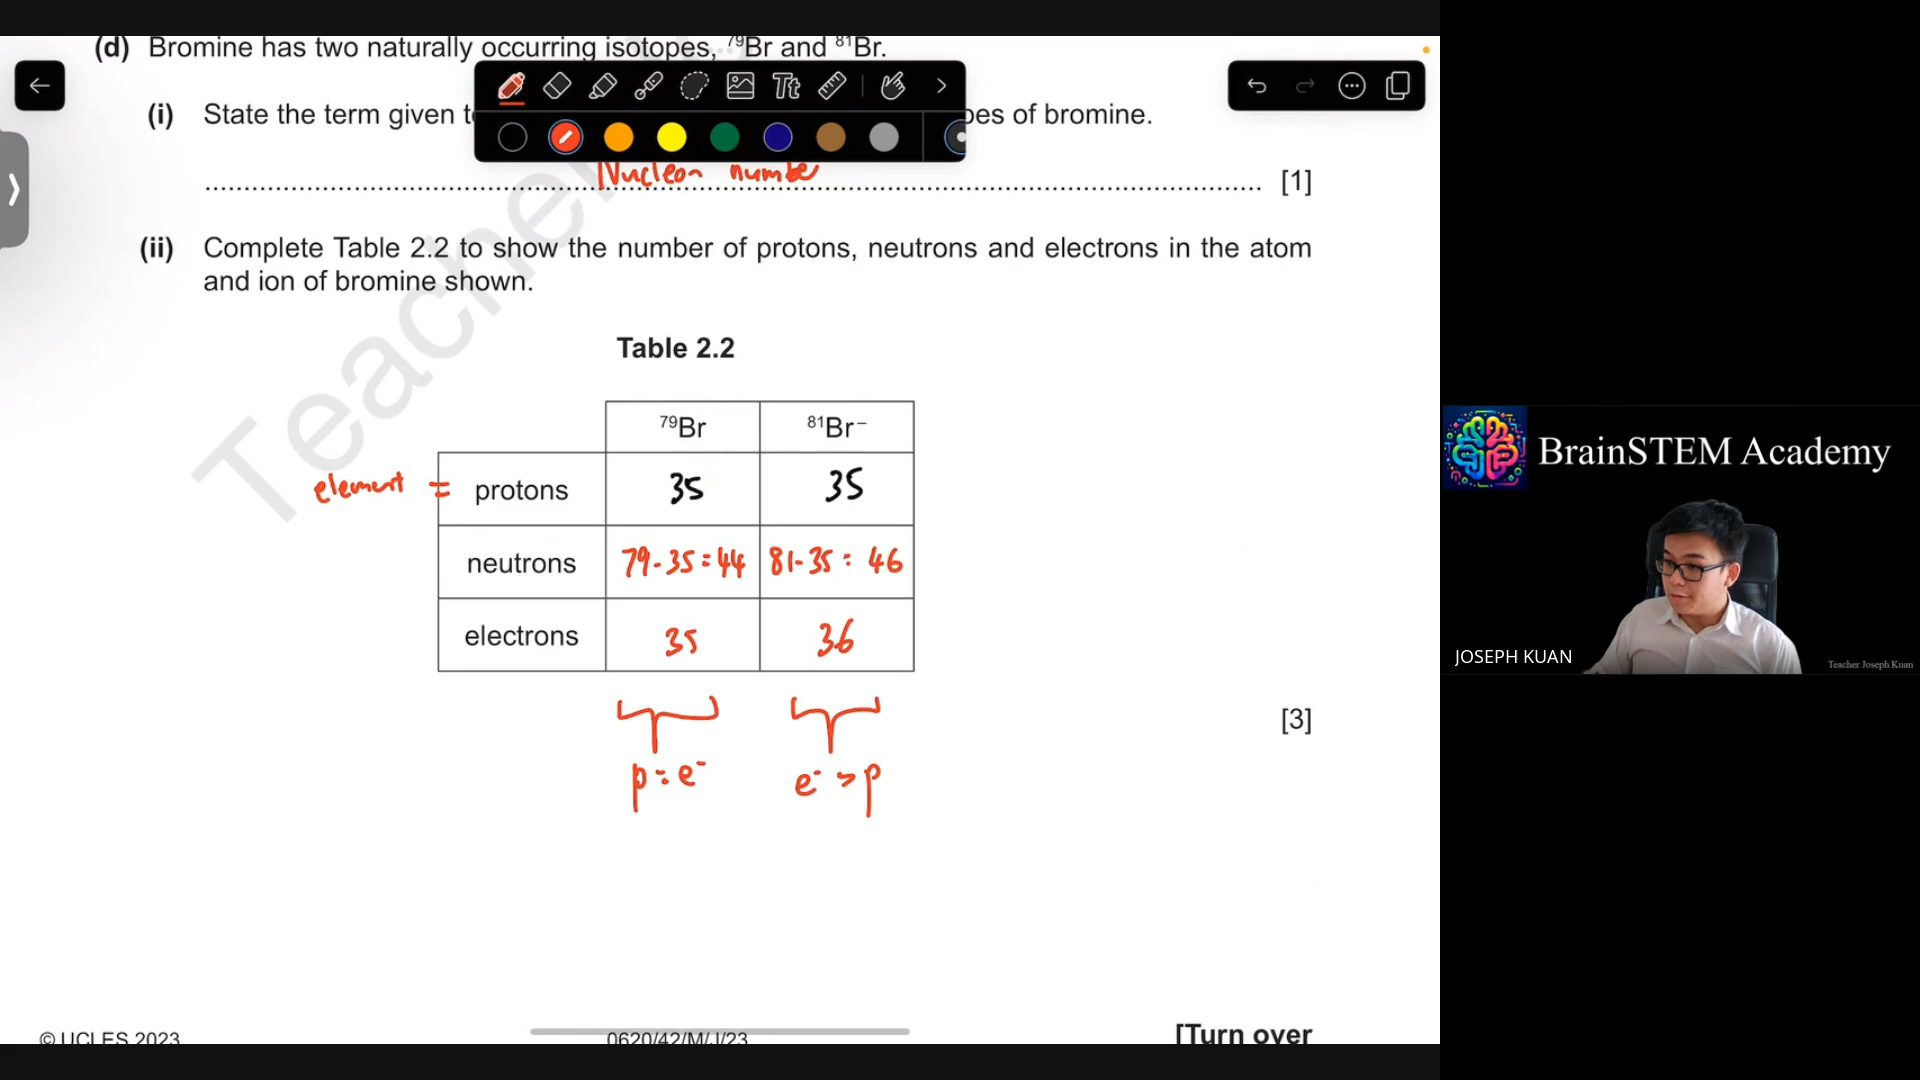 (d) Bromine has two naturally occurring isotopes, 79Br and 81Br.
Tt
(i) State the term given t pes of bromine.
Nucleon number
[1]
(ii) Complete Table 2.2 to show the number of protons, neutrons and electrons in the atom
and ion of bromine shown.
Teacher
Table 2.2
79Br 81Br–
element = protons 35 35
neutrons 79-35=44 81-35= 46
electrons 35 36
[3]
p=e- e->p
© UCLES 2023 0620/42/M/J/23 [Turn over
BrainSTEM Academy
JOSEPH KUAN
Teacher Joseph Kuan